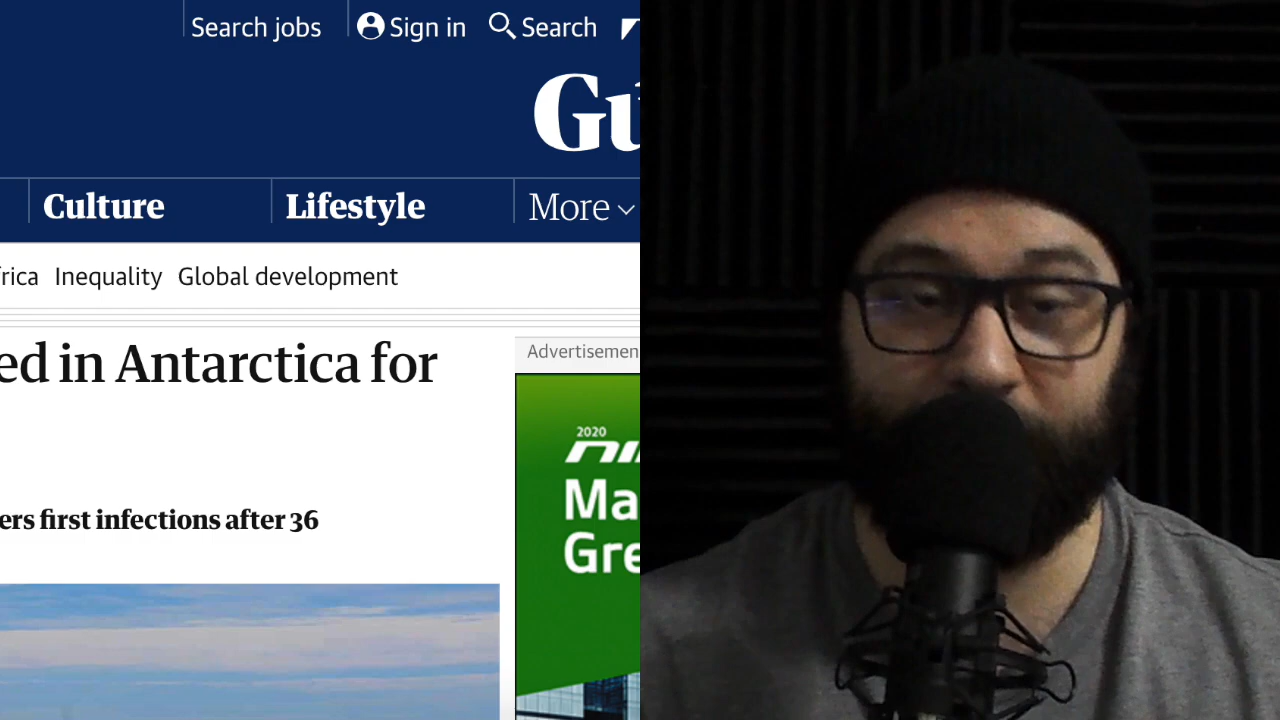 Search jobs Sign in Search
Gu
Culture Lifestyle More
rica Inequality Global development
ed in Antarctica for
Advertisemen
ers first infections after 36
2020
Ma
Gre